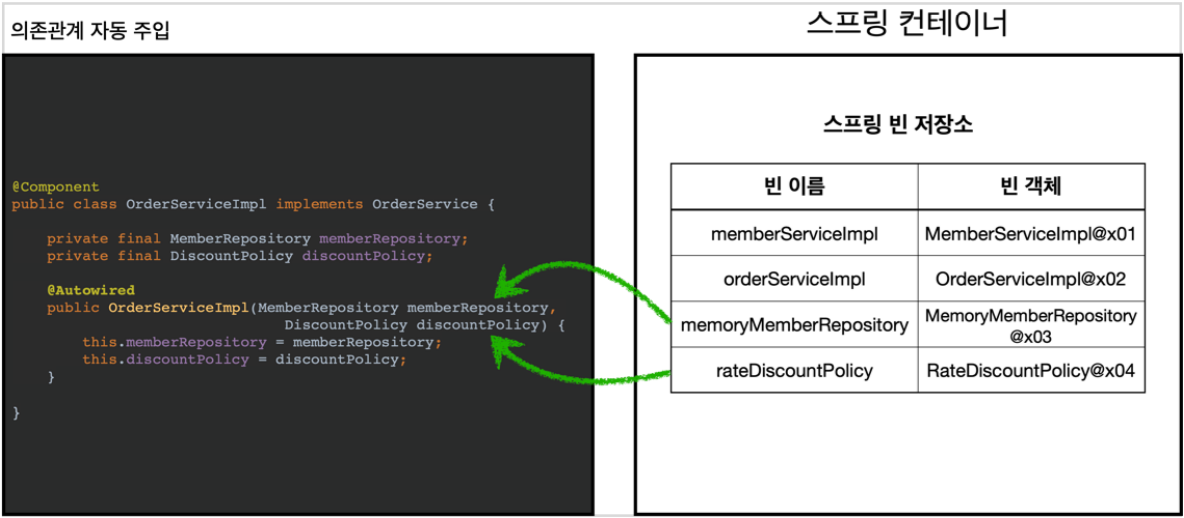 의존관계 자동 주입
스프링 컨테이너
@Component
public class OrderServiceImpl implements OrderService {
private final MemberRepository memberRepository;
private final DiscountPolicy discountPolicy;
@Autowired
public OrderServiceImpl(MemberRepository memberRepository,
DiscountPolicy discountPolicy) {
this.memberRepository = memberRepository;
this.discountPolicy = discountPolicy;
}
}
스프링 빈 저장소
빈 이름 빈 객체
memberServiceImpl MemberServiceImpl@x01
orderServiceImpl OrderServiceImpl@x02
memoryMemberRepository MemoryMemberRepository
@x03
rateDiscountPolicy RateDiscountPolicy@x04